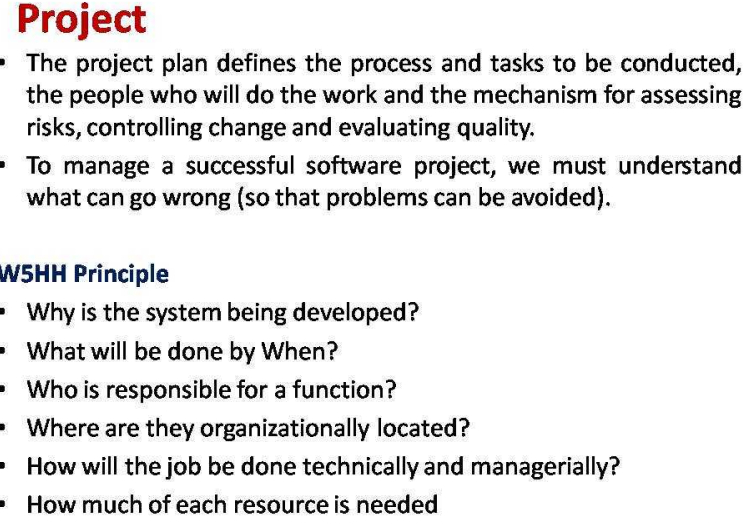 Project
• The project plan defines the process and tasks to be conducted,
the people who will do the work and the mechanism for assessing
risks, controlling change and evaluating quality.
• To manage a successful software project, we must understand
what can go wrong (so that problems can be avoided).
W5HH Principle
• Why is the system being developed?
• What will be done by When?
• Who is responsible for a function?
• Where are they organizationally located?
• How will the job be done technically and managerially?
• How much of each resource is needed